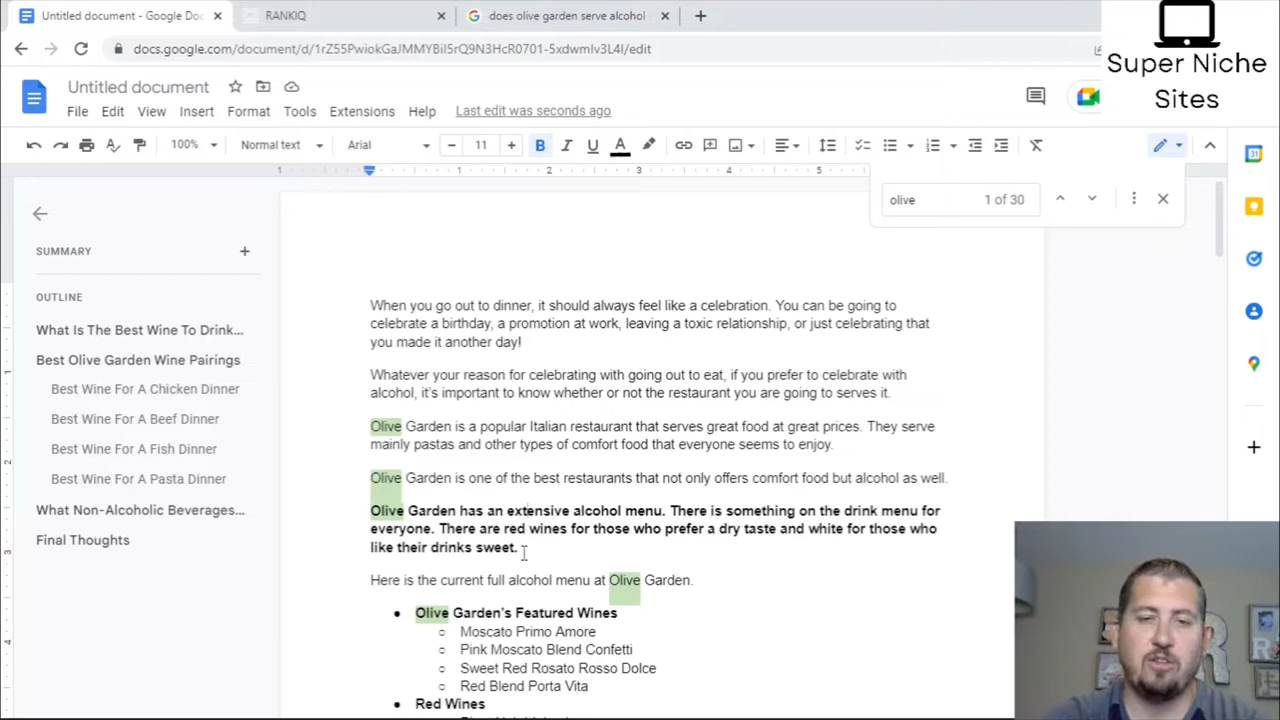 Untitled document - Google Doc
RANKIQ
does olive garden serve alcohol
Super Niche
Sites
docs.google.com/document/d/1rZ55PwiokGaJMMYBil5rQ9N3HcR0701-5xdwmIv3L4I/edit
Untitled document
File Edit View Insert Format Tools Extensions Help Last edit was seconds ago
100% Normal text Arial 11 B I U A
1 1 2 3 4 5
olive 1 of 30
SUMMARY
OUTLINE
What Is The Best Wine To Drink...
Best Olive Garden Wine Pairings
Best Wine For A Chicken Dinner
Best Wine For A Beef Dinner
Best Wine For A Fish Dinner
Best Wine For A Pasta Dinner
What Non-Alcoholic Beverages...
Final Thoughts
When you go out to dinner, it should always feel like a celebration. You can be going to
celebrate a birthday, a promotion at work, leaving a toxic relationship, or just celebrating that
you made it another day!
Whatever your reason for celebrating with going out to eat, if you prefer to celebrate with
alcohol, it's important to know whether or not the restaurant you are going to serves it.
Olive Garden is a popular Italian restaurant that serves great food at great prices. They serve
mainly pastas and other types of comfort food that everyone seems to enjoy.
Olive Garden is one of the best restaurants that not only offers comfort food but alcohol as well.
Olive Garden has an extensive alcohol menu. There is something on the drink menu for
everyone. There are red wines for those who prefer a dry taste and white for those who
like their drinks sweet.
Here is the current full alcohol menu at Olive Garden.
● Olive Garden's Featured Wines
○ Moscato Primo Amore
○ Pink Moscato Blend Confetti
○ Sweet Red Rosato Rosso Dolce
○ Red Blend Porta Vita
● Red Wines